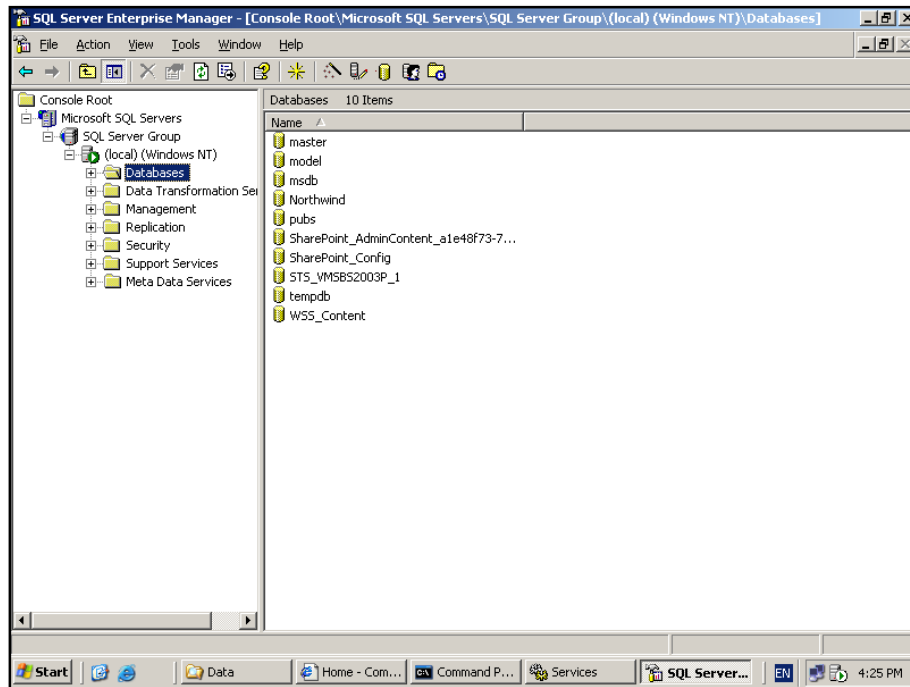 SQL Server Enterprise Manager - [Console Root\Microsoft SQL Servers\SQL Server Group\(local) (Windows NT)\Databases]
File Action View Tools Window Help
Console Root
Microsoft SQL Servers
SQL Server Group
(local) (Windows NT)
Databases
Data Transformation Ser
Management
Replication
Security
Support Services
Meta Data Services
Databases 10 Items
Name
master
model
msdb
Northwind
pubs
SharePoint_AdminContent_a1e48f73-7...
SharePoint_Config
STS_VMSBS2003P_1
tempdb
WSS_Content
Start Data Home - Com... Command P... Services SQL Server... EN 4:25 PM